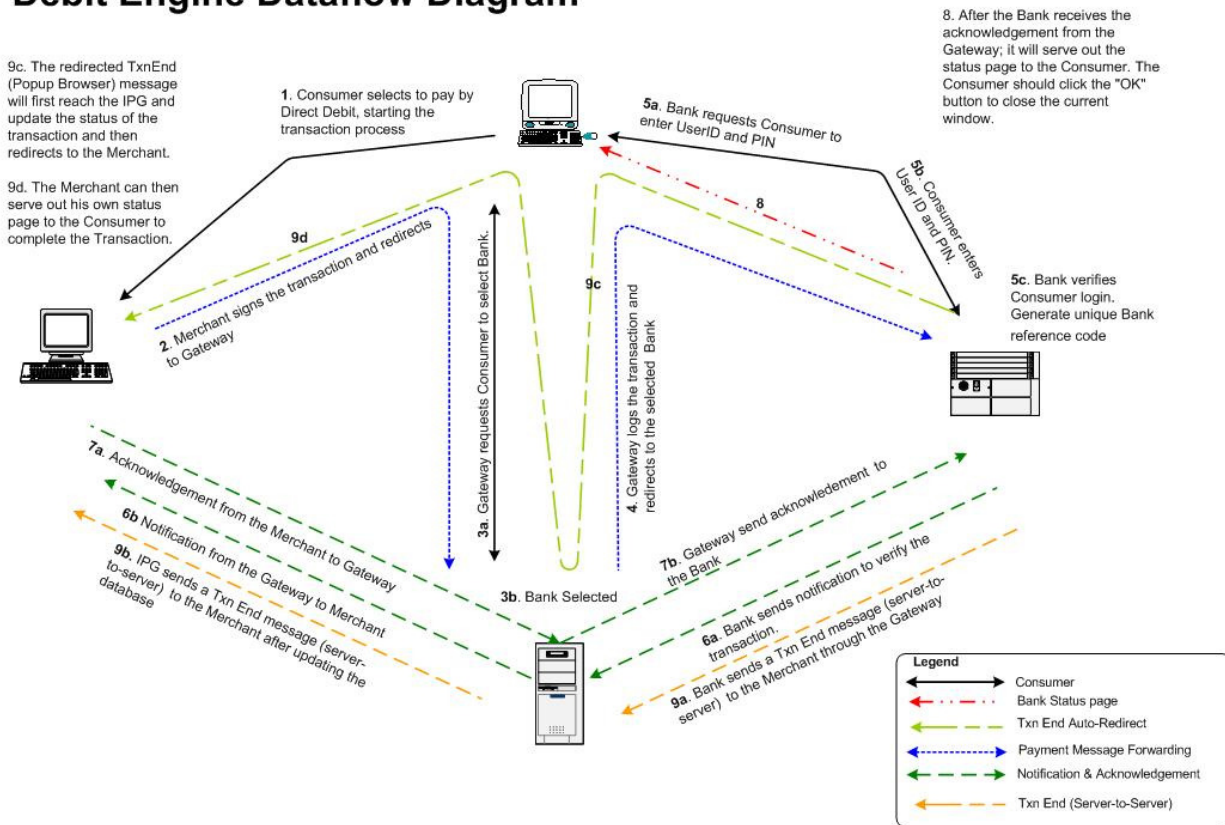 Debit Engine Dataflow Diagram
8. After the Bank receives the
acknowledgement from the
Gateway; it will serve out the
status page to the Consumer. The
Consumer should click the "OK"
button to close the current
window.
9c. The redirected TxnEnd
(Popup Browser) message
will first reach the IPG and
update the status of the
transaction and then
redirects to the Merchant.
9d. The Merchant can then
serve out his own status
page to the Consumer to
complete the Transaction.
1. Consumer selects to pay by
Direct Debit, starting the
transaction process
5a. Bank requests Consumer to
enter UserID and PIN
5b. Consumer enters
User ID and PIN.
8
9d
2. Merchant signs the transaction and redirects
to Gateway
3a. Gateway requests Consumer to select Bank.
9c
4. Gateway logs the transaction and
redirects to the selected Bank
5c. Bank verifies
Consumer login.
Generate unique Bank
reference code
7a. Acknowledgement from the Merchant to Gateway
6b Notification from the Gateway to Merchant
9b. IPG sends a Txn End message (server-
to-server) to the Merchant after updating the
database
3b. Bank Selected
7b. Gateway send acknowledement to
the Bank
6a. Bank sends notification to verify the
transaction.
9a. Bank sends a Txn End message (server-to-
server) to the Merchant through the Gateway
Legend
Consumer
Bank Status page
Txn End Auto-Redirect
Payment Message Forwarding
Notification & Acknowledgement
Txn End (Server-to-Server)